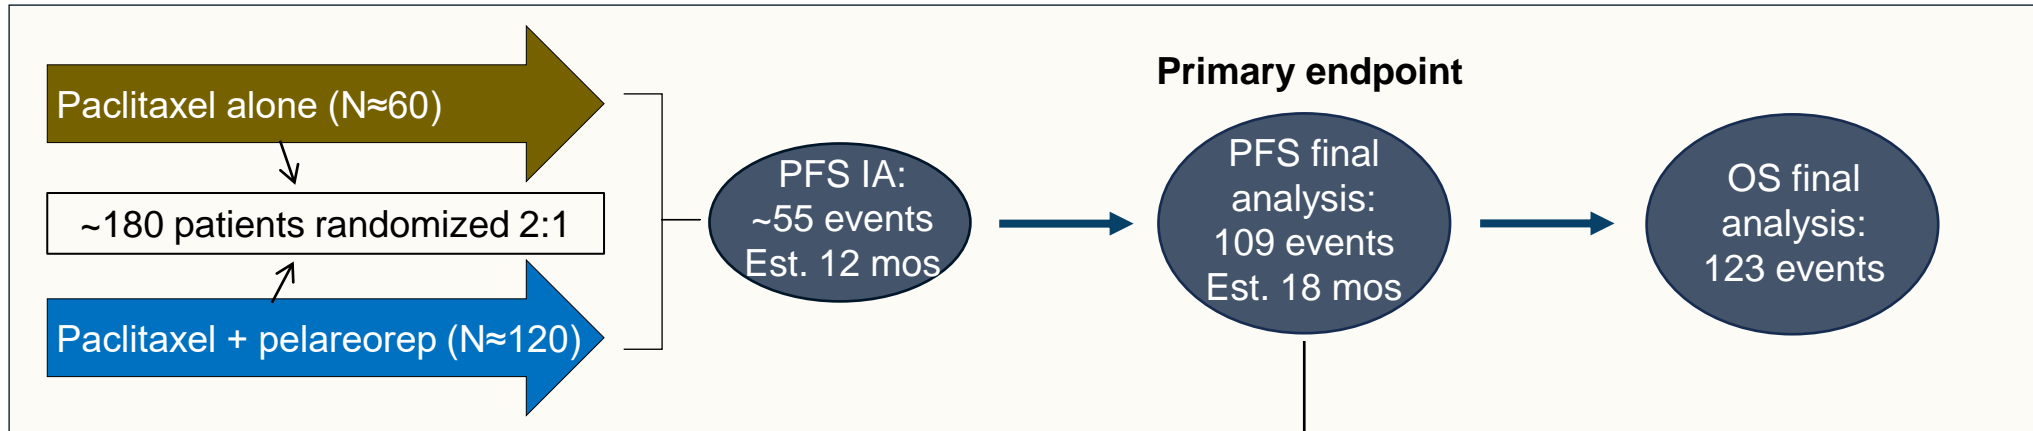 Paclitaxel alone (N≈60)
~180 patients randomized 2:1
Paclitaxel + pelareorep (N≈120)
PFS IA:
~55 events
Est. 12 mos
Primary endpoint
PFS final
analysis:
109 events
Est. 18 mos
OS final
analysis:
123 events